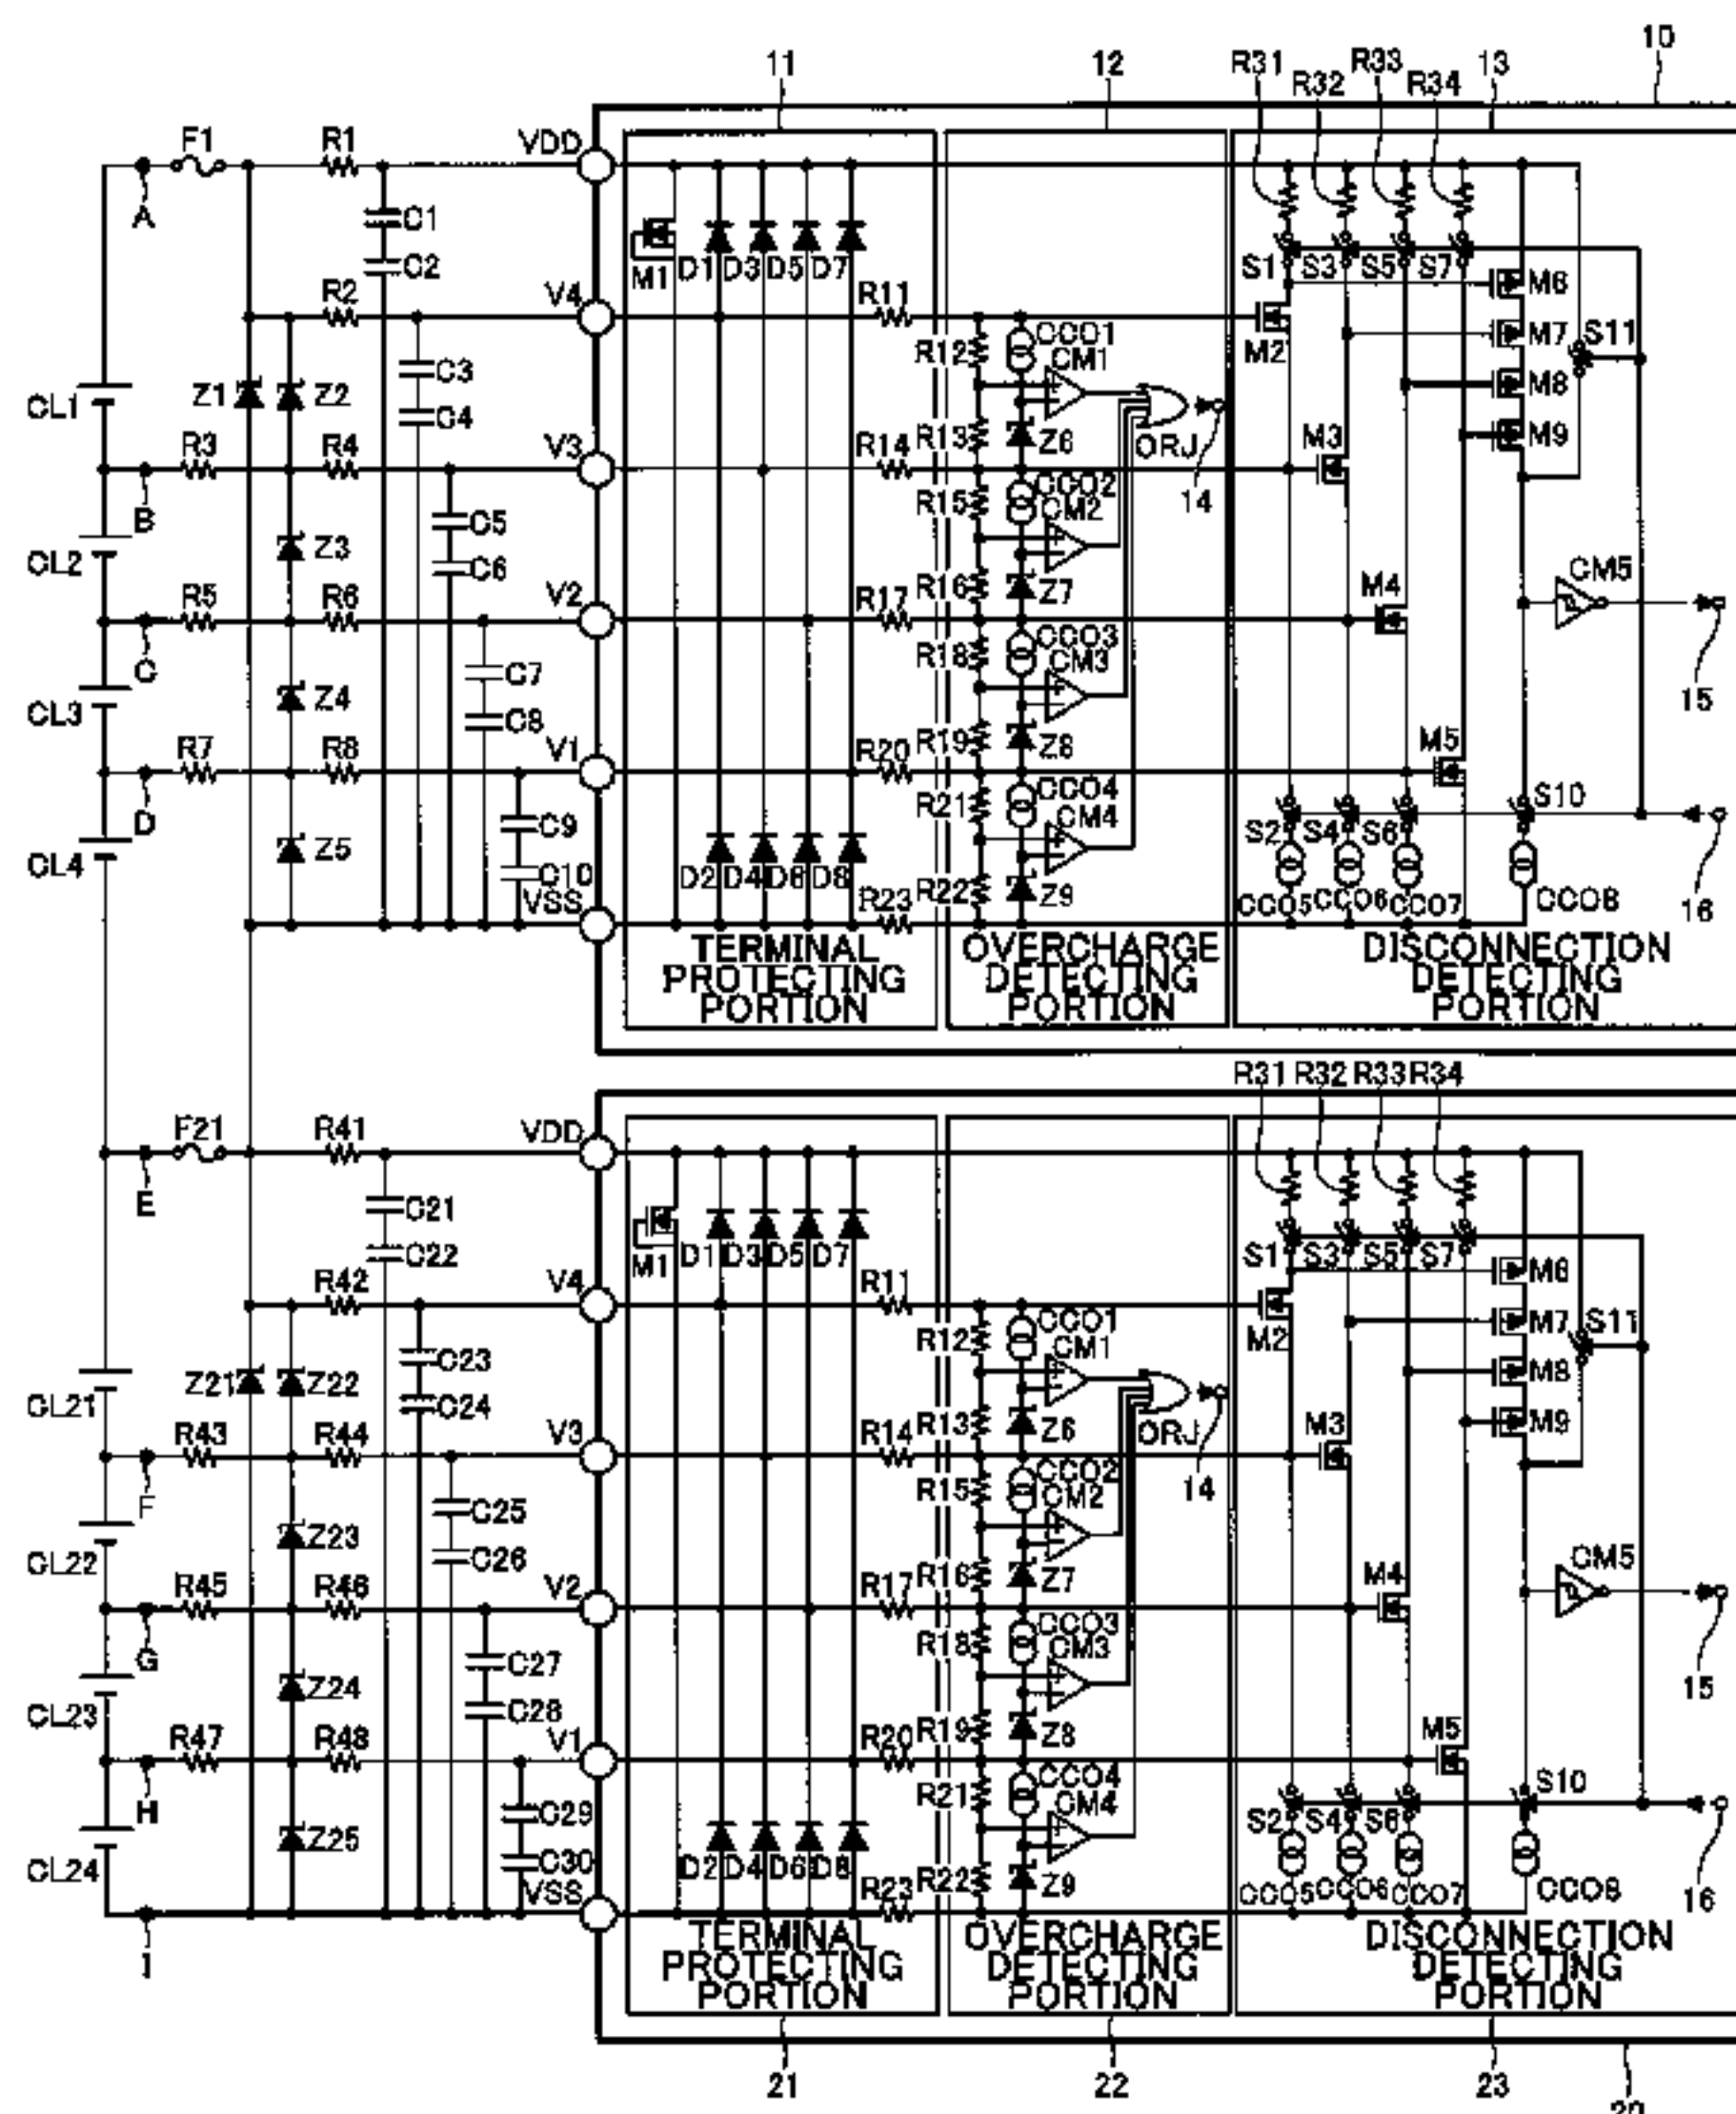 10
11
12
R31
R32
R33
R34
13
F1
R1
VDD
A
C1
C2
M1
D1
D3
D5
D7
S1
S3
S5
S7
M6
R2
V4
R11
M2
M7
S11
CL1
Z1
Z2
C3
C4
R12
CCO1
CM1
M8
R3
R4
V3
R14
R13
Z6
ORJ
14
M3
M9
B
CL2
Z3
C5
C6
R15
CCO2
CM2
R5
R6
V2
R17
R16
Z7
M4
CM5
15
C
CL3
Z4
C7
C8
R18
CCO3
CM3
R7
R8
V1
R20
R19
Z8
M5
D
CL4
Z5
C9
C10
R21
CCO4
CM4
S2
S4
S6
S10
16
D2
D4
D6
D8
VSS
R23
R22
Z9
CCO5
CCO6
CCO7
CCO8
TERMINAL
PROTECTING
PORTION
OVERCHARGE
DETECTING
PORTION
DISCONNECTION
DETECTING
PORTION
R31
R32
R33
R34
F21
R41
VDD
E
C21
C22
M1
D1
D3
D5
D7
S1
S3
S5
S7
M6
R42
V4
R11
M2
M7
S11
CL21
Z21
Z22
C23
C24
R12
CCO1
CM1
M8
R43
R44
V3
R14
R13
Z6
ORJ
14
M3
M9
F
CL22
Z23
C25
C26
R15
CCO2
CM2
R45
R46
V2
R17
R16
Z7
M4
CM5
15
G
CL23
Z24
C27
C28
R18
CCO3
CM3
R47
R48
V1
R20
R19
Z8
M5
H
CL24
Z25
C29
C30
R21
CCO4
CM4
S2
S4
S6
S10
16
D2
D4
D6
D8
VSS
R23
R22
Z9
CCO5
CCO6
CCO7
CCO8
I
TERMINAL
PROTECTING
PORTION
OVERCHARGE
DETECTING
PORTION
DISCONNECTION
DETECTING
PORTION
21
22
23